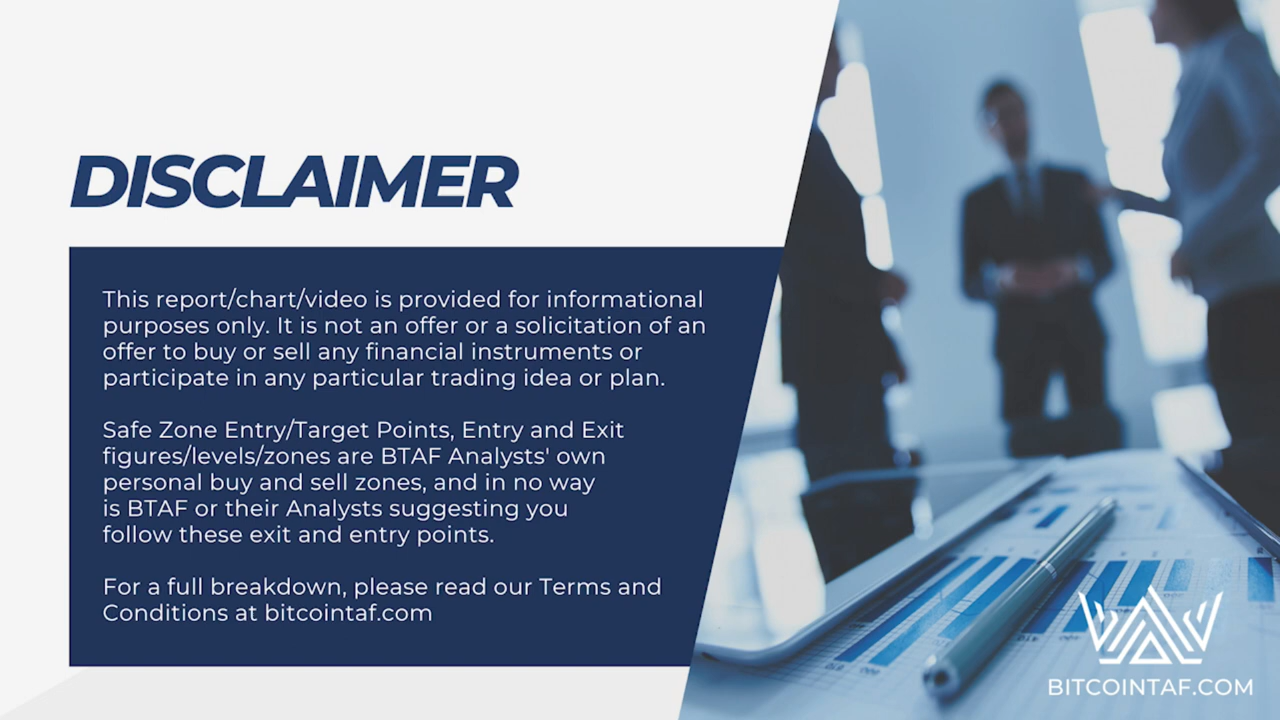 DISCLAIMER
This report/chart/video is provided for informational
purposes only. It is not an offer or a solicitation of an
offer to buy or sell any financial instruments or
participate in any particular trading idea or plan.
Safe Zone Entry/Target Points, Entry and Exit
figures/levels/zones are BTAF Analysts' own
personal buy and sell zones, and in no way
is BTAF or their Analysts suggesting you
follow these exit and entry points.
For a full breakdown, please read our Terms and
Conditions at bitcointaf.com
BITCOINTAF.COM